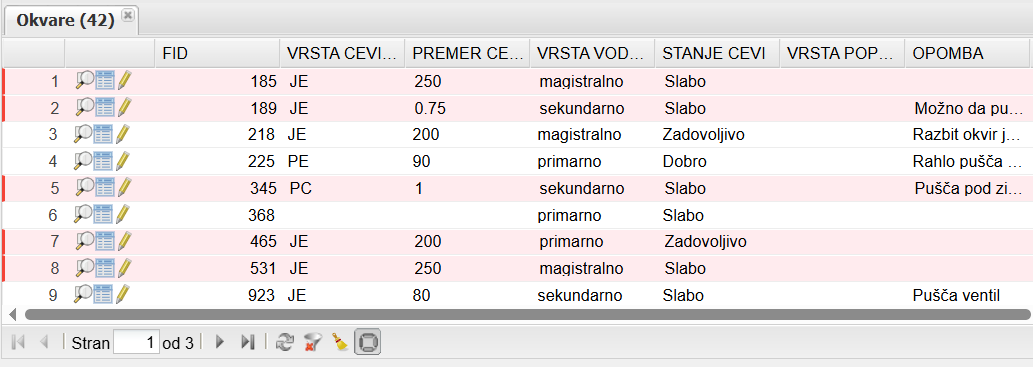 Okvare (42)
FID VRSTA CEVI... PREMER CE... VRSTA VOD... STANJE CEVI VRSTA POP... OPOMBA
1 185 JE 250 magistralno Slabo
2 189 JE 0.75 sekundarno Slabo Možno da pu...
3 218 JE 200 magistralno Zadovoljivo Razbit okvir j...
4 225 PE 90 primarno Dobro Rahlo pušča ...
5 345 PC 1 sekundarno Slabo Pušča pod zi...
6 368 primarno Slabo
7 465 JE 200 primarno Zadovoljivo
8 531 JE 250 magistralno Slabo
9 923 JE 80 sekundarno Slabo Pušča ventil
Stran 1 od 3